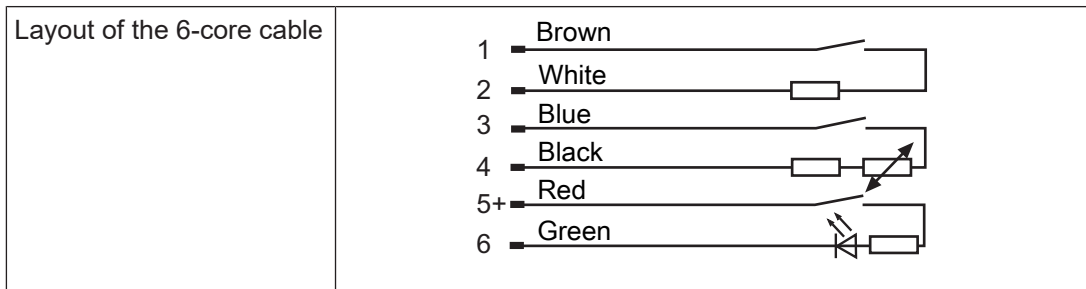 Layout of the 6-core cable
1 Brown
2 White
3 Blue
4 Black
5+ Red
6 Green